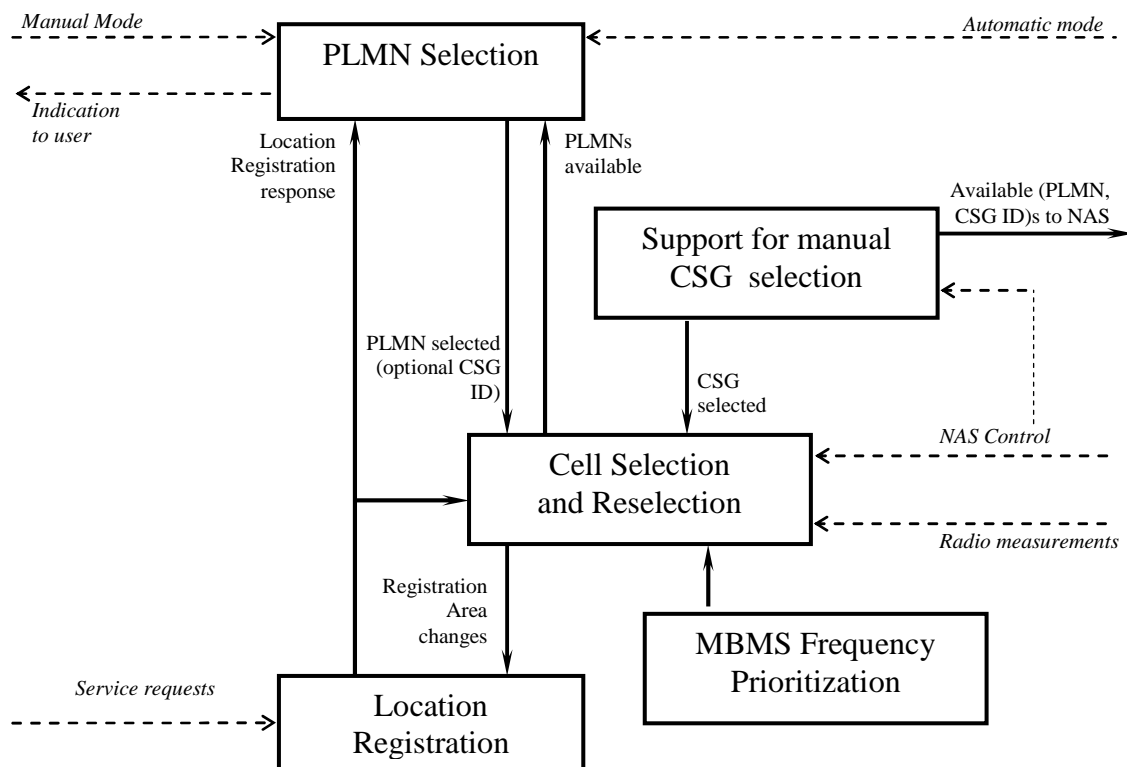 Manual Mode
PLMN Selection
Automatic mode
Indication
to user
Location
Registration
response
PLMNs
available
Available (PLMN,
CSG ID)s to NAS
Support for manual
CSG selection
PLMN selected
(optional CSG
ID)
CSG
selected
NAS Control
Cell Selection
and Reselection
Radio measurements
Registration
Area
changes
MBMS Frequency
Prioritization
Service requests
Location
Registration